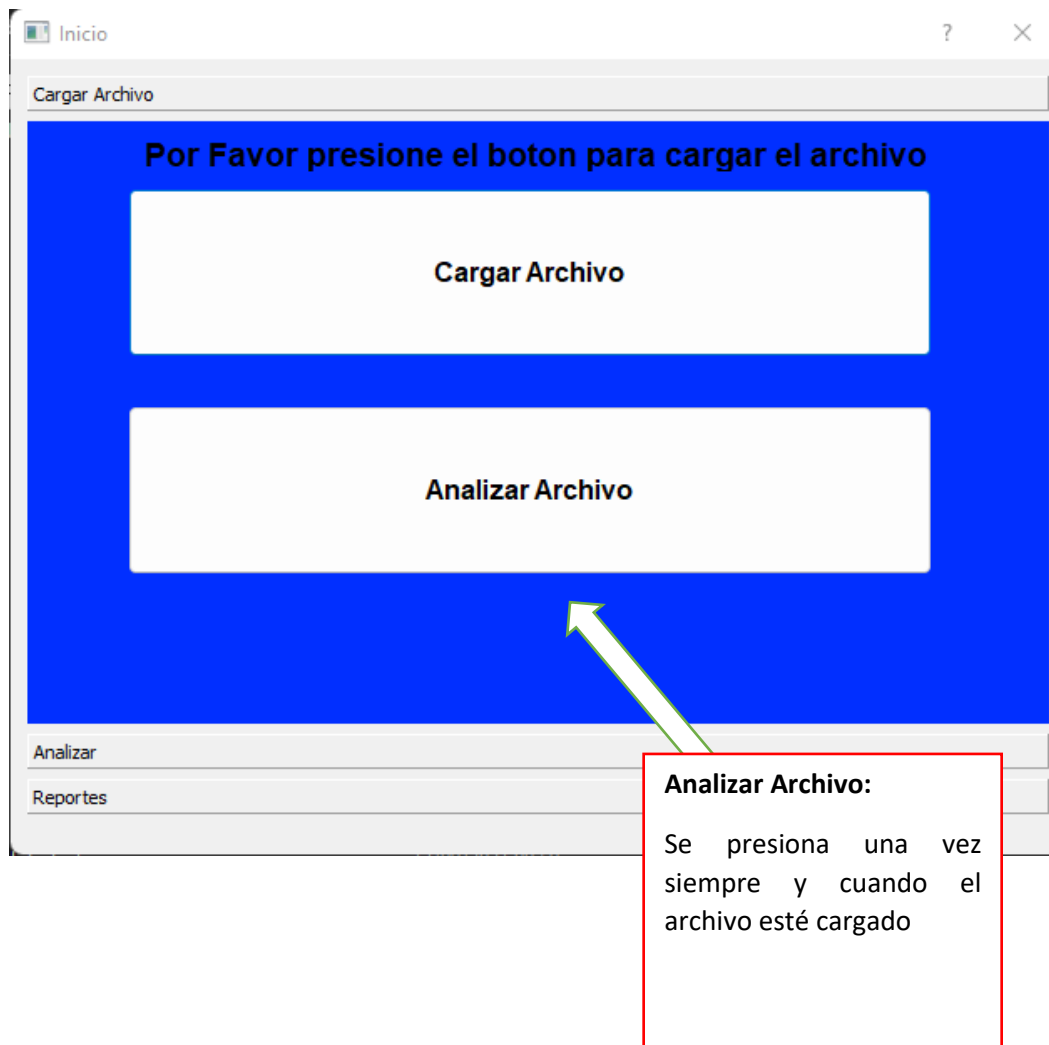 Inicio
Cargar Archivo
Por Favor presione el boton para cargar el archivo
Cargar Archivo
Analizar Archivo
Analizar
Reportes
Analizar Archivo:
Se presiona una vez
siempre y cuando el
archivo esté cargado